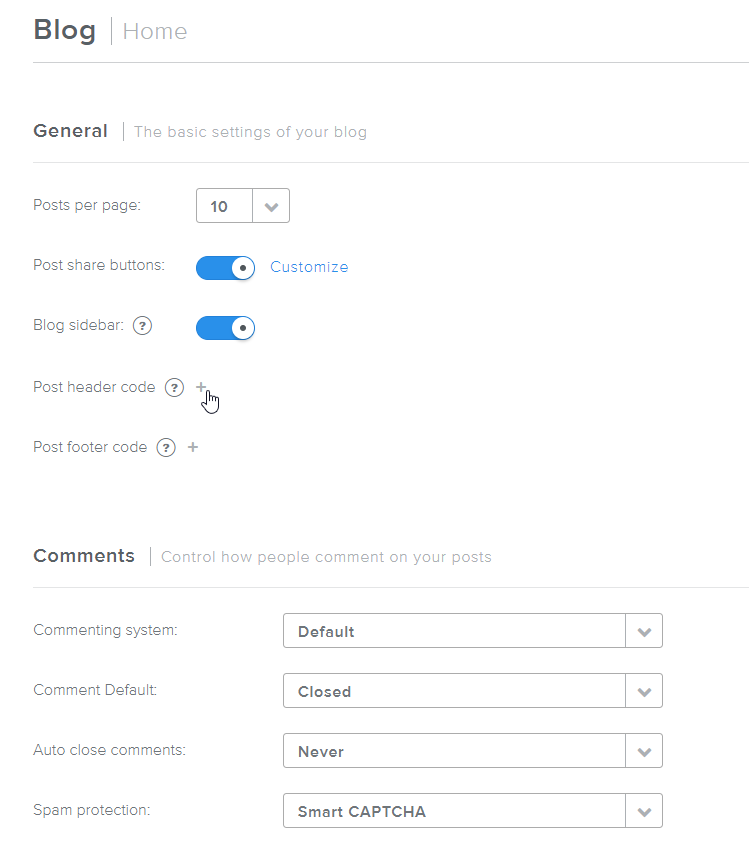 Blog | Home
General | The basic settings of your blog
Posts per page: 10
Post share buttons: Customize
Blog sidebar: ?
Post header code ? +
Post footer code ? +
Comments | Control how people comment on your posts
Commenting system: Default
Comment Default: Closed
Auto close comments: Never
Spam protection: Smart CAPTCHA